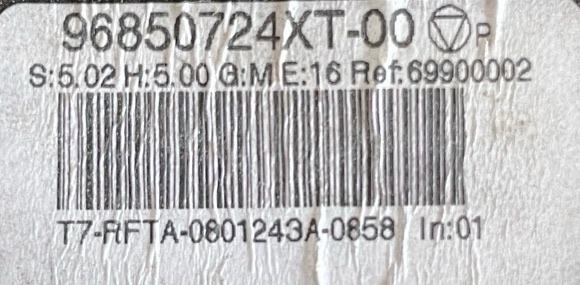 96850724XT-00 P
S:5.02 H:5.00 G:M E:16 Ref:69900002
T7-RFTA-0801243A-0858 In:01